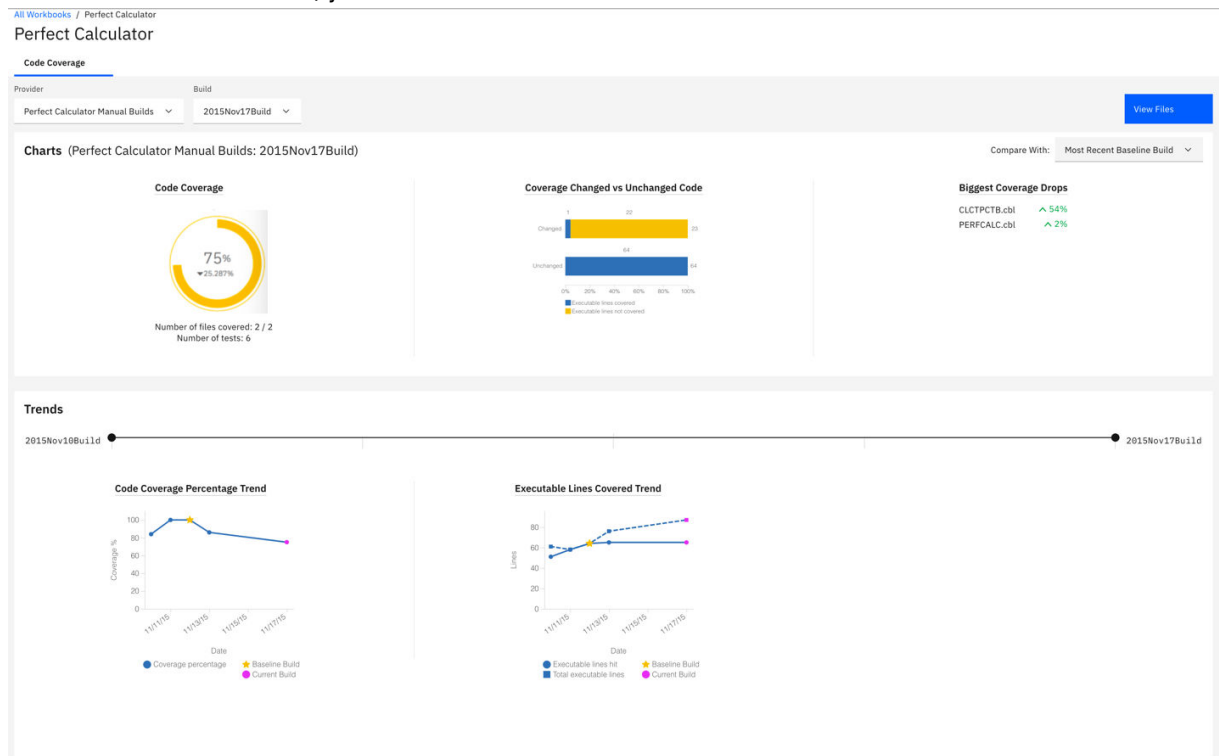 All Workbooks / Perfect Calculator
Perfect Calculator
Code Coverage
Provider
Build
Perfect Calculator Manual Builds
2015Nov17Build
View Files
Charts (Perfect Calculator Manual Builds: 2015Nov17Build)
Compare With: Most Recent Baseline Build
Code Coverage
75%
▼25.287%
Number of files covered: 2 / 2
Number of tests: 6
Coverage Changed vs Unchanged Code
1 22
Changed 23
64
Unchanged 64
0% 20% 40% 60% 80% 100%
Executable lines covered
Executable lines not covered
Biggest Coverage Drops
CLCTPCTB.cbl 54%
PERFCALC.cbl 2%
Trends
2015Nov10Build
2015Nov17Build
Code Coverage Percentage Trend
100
80
60
40
20
0
Coverage %
11/11/15 11/13/15 11/15/15 11/17/15
Date
Coverage percentage Baseline Build
Current Build
Executable Lines Covered Trend
80
60
40
20
0
Lines
11/11/15 11/13/15 11/15/15 11/17/15
Date
Executable lines hit Baseline Build
Total executable lines Current Build